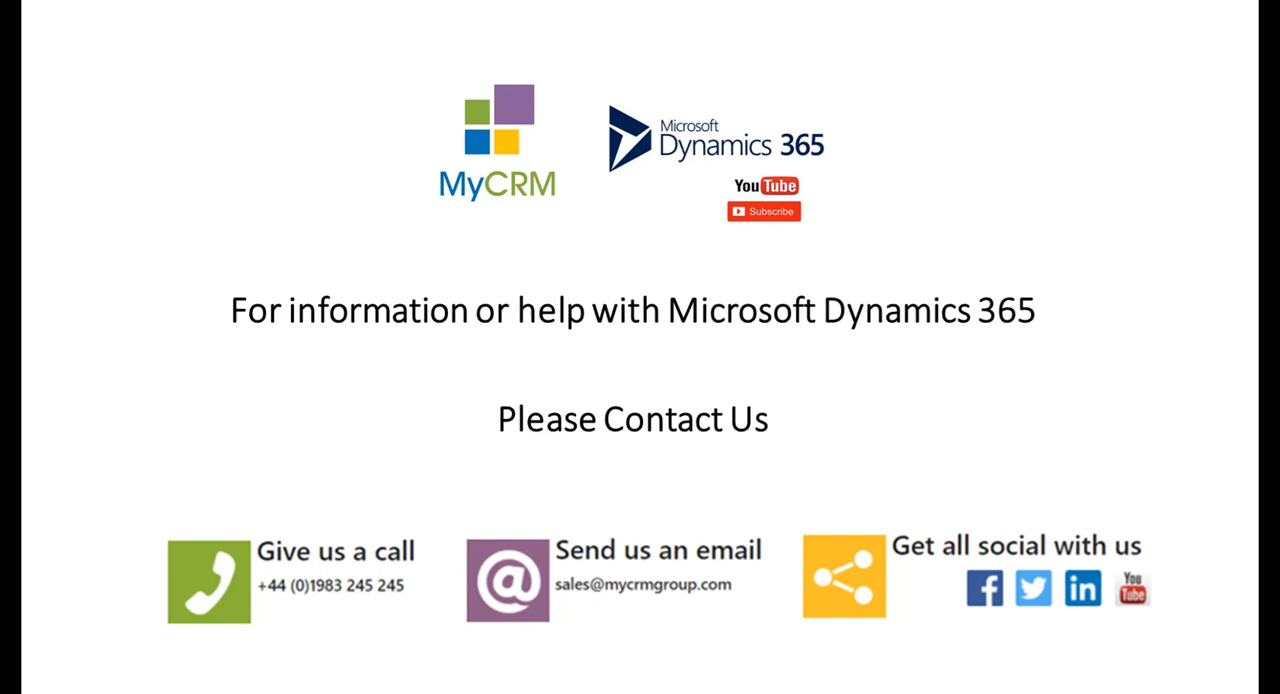 MyCRM
Microsoft
Dynamics 365
YouTube
Subscribe
For information or help with Microsoft Dynamics 365
Please Contact Us
Give us a call
+44 (0)1983 245 245
Send us an email
sales@mycrmgroup.com
Get all social with us
You
Tube